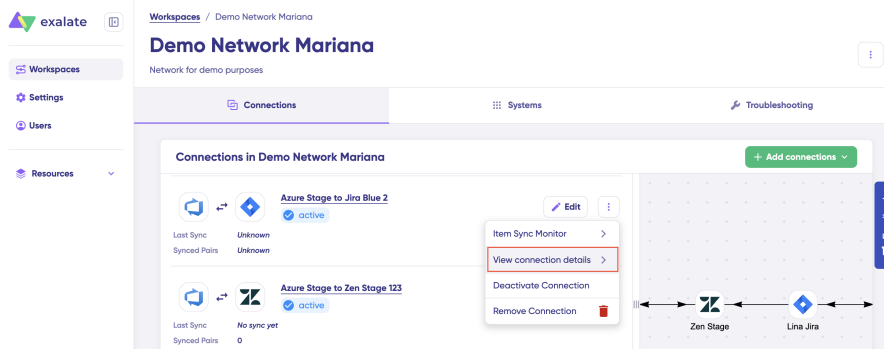 exalate
Workspaces
Settings
Users
Resources
Workspaces / Demo Network Mariana
Demo Network Mariana
Network for demo purposes
Connections
Systems
Troubleshooting
Connections in Demo Network Mariana
+ Add connections
Azure Stage to Jira Blue 2
active
Edit
Last Sync Unknown
Synced Pairs Unknown
Item Sync Monitor
View connection details
Deactivate Connection
Remove Connection
Azure Stage to Zen Stage 123
active
Last Sync No sync yet
Synced Pairs 0
Zen Stage
Lina Jira